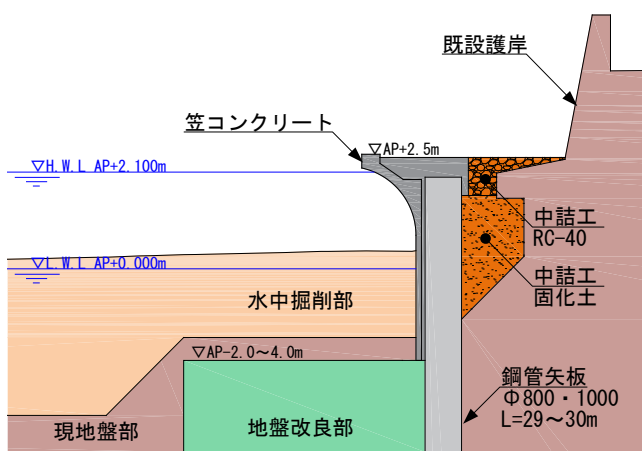 既設護岸
笠コンクリート
▽AP+2.5m
▽H.W.L AP+2.100m
中詰工
RC-40
▽L.W.L AP+0.000m
中詰工
固化土
水中掘削部
▽AP-2.0～4.0m
鋼管矢板
Φ800・1000
L=29～30m
現地盤部
地盤改良部